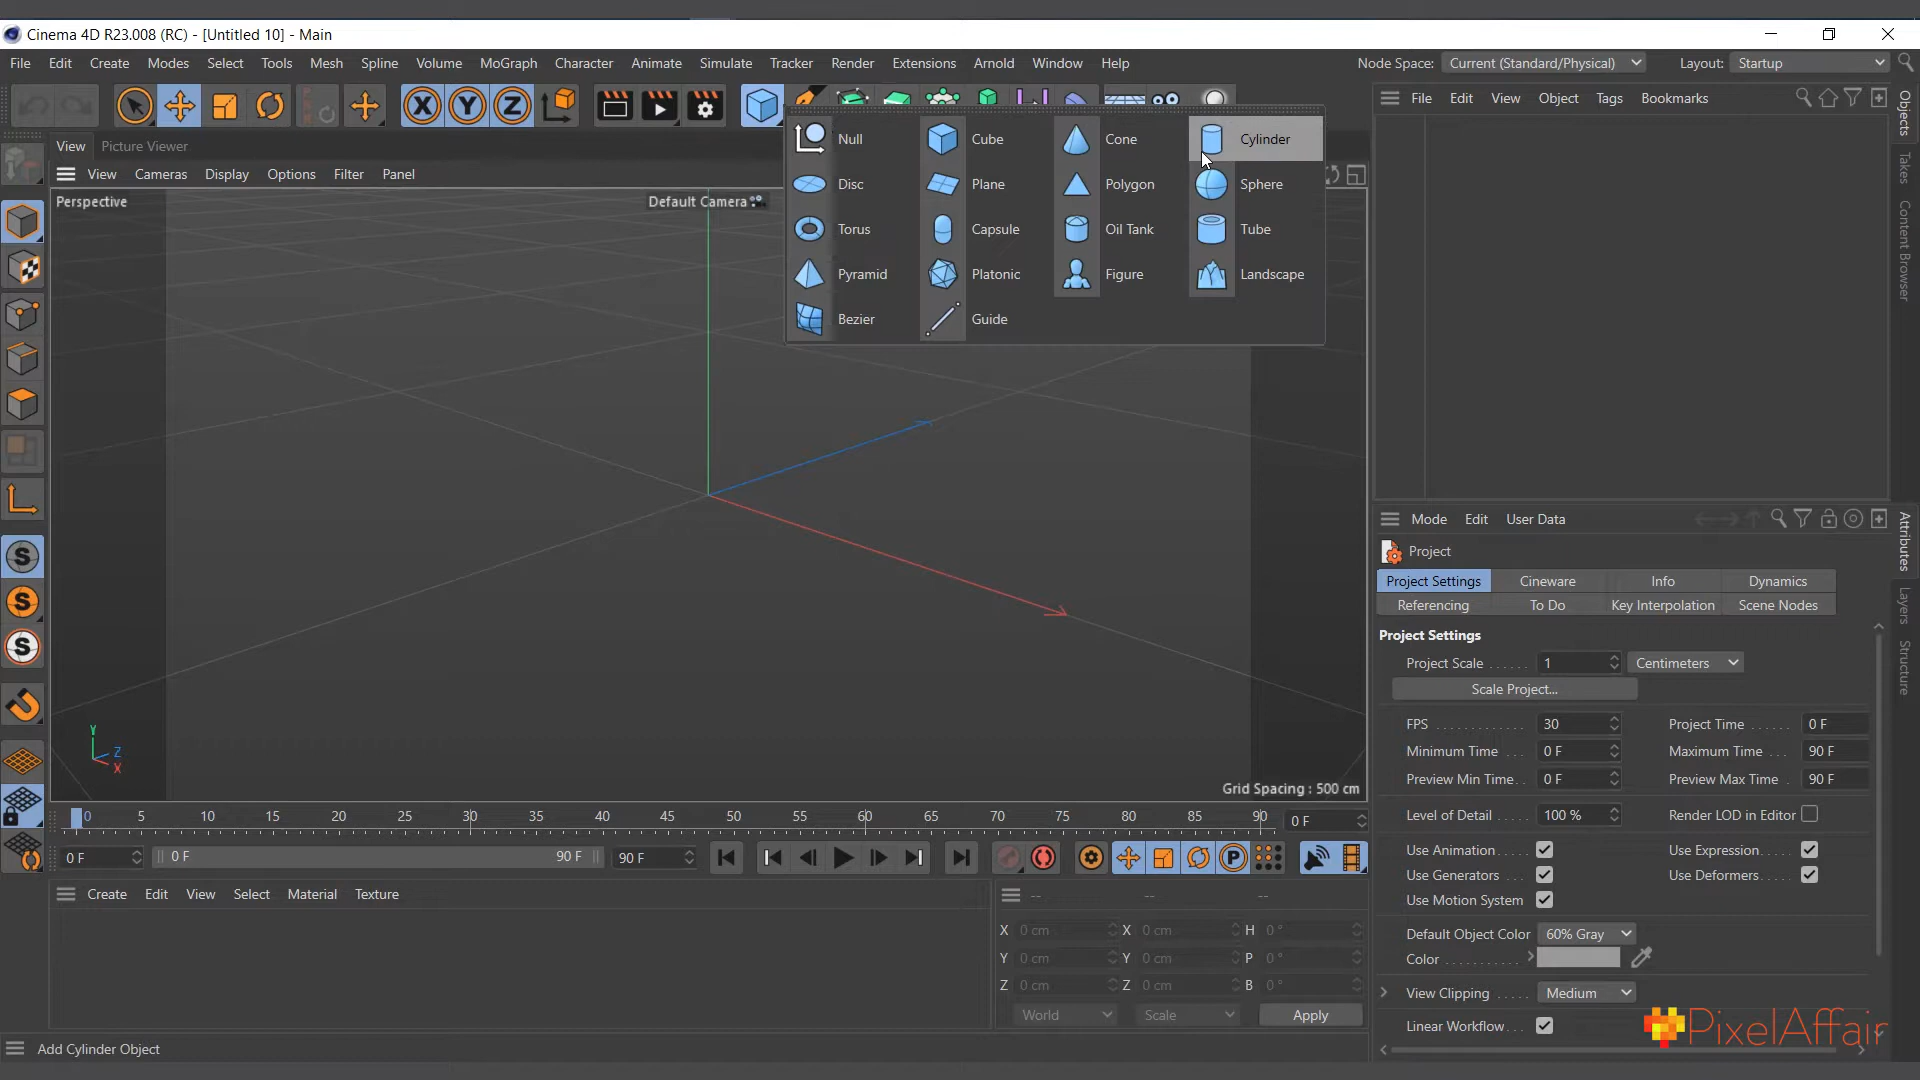 Cinema 4D R23.008 (RC) - [Untitled 10] - Main
File Edit Create Modes Select Tools Mesh Spline Volume MoGraph Character Animate Simulate Tracker Render Extensions Arnold Window Help Node Space: Current (Standard/Physical) Layout: Startup
X Y Z
File Edit View Object Tags Bookmarks
View Picture Viewer
View Cameras Display Options Filter Panel
Perspective
Default Camera
Null Cube Cone Cylinder
Disc Plane Polygon Sphere
Torus Capsule Oil Tank Tube
Pyramid Platonic Figure Landscape
Bezier Guide
Objects
Takes
Content Browser
S
S
S
Y
Z
X
Grid Spacing : 500 cm
0 5 10 15 20 25 30 35 40 45 50 55 60 65 70 75 80 85 90 0 F
0 F 0 F 90 F 90 F P
Create Edit View Select Material Texture
-- -- --
X 0 cm X 0 cm H 0 °
Y 0 cm Y 0 cm P 0 °
Z 0 cm Z 0 cm B 0 °
World Scale Apply
Add Cylinder Object
Mode Edit User Data
Project
Project Settings Cineware Info Dynamics
Referencing To Do Key Interpolation Scene Nodes
Project Settings
Project Scale ...... 1 Centimeters
Scale Project...
FPS ............. 30 Project Time ...... 0 F
Minimum Time ... 0 F Maximum Time ... 90 F
Preview Min Time.. 0 F Preview Max Time . 90 F
Level of Detail ..... 100 % Render LOD in Editor
Use Animation ..... Use Expression.....
Use Generators ... Use Deformers.....
Use Motion System
Default Object Color 60% Gray
Color ...........
View Clipping ..... Medium
Linear Workflow...
Attributes
Layers
Structure
PixelAffair